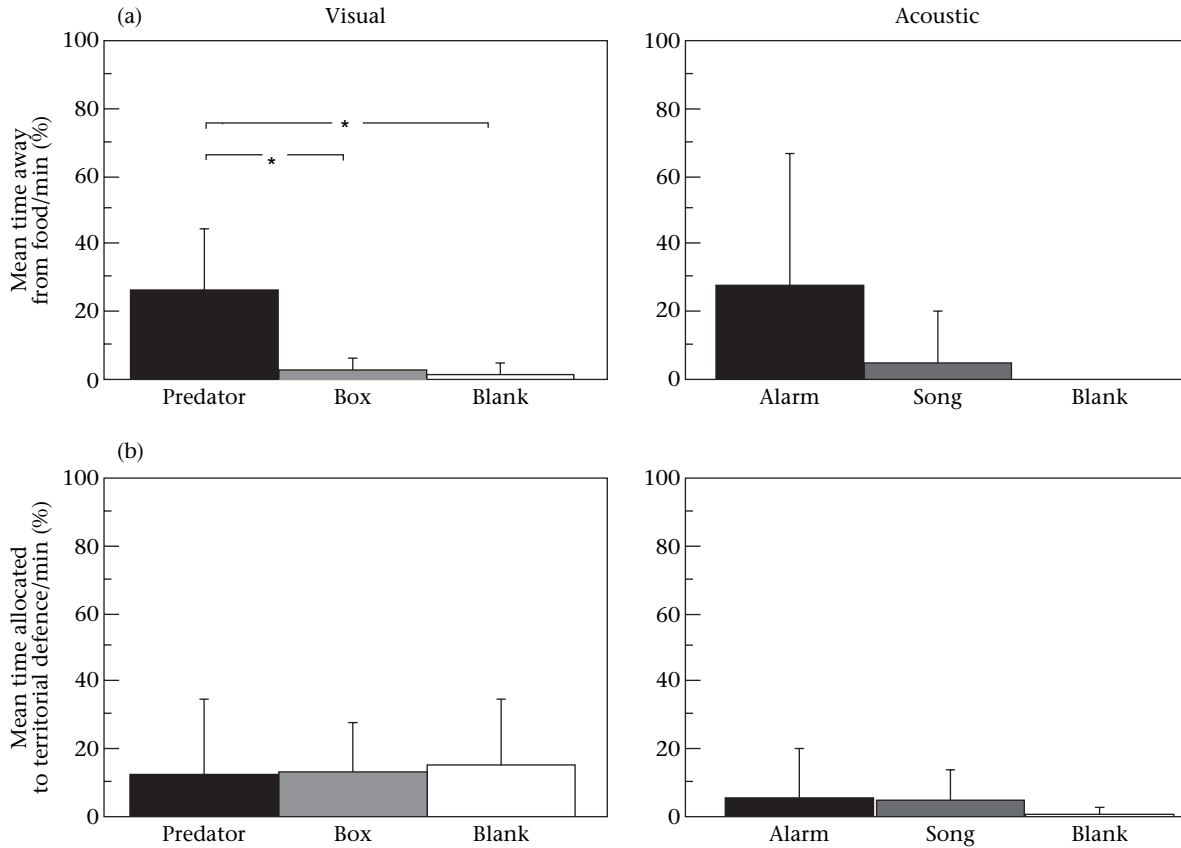 (a)
Visual
Acoustic
Mean time away
from food/min (%)
100
80
60
40
20
0
*
*
Predator Box Blank
100
80
60
40
20
0
Alarm Song Blank
(b)
Mean time allocated
to territorial defence/min (%)
100
80
60
40
20
0
Predator Box Blank
100
80
60
40
20
0
Alarm Song Blank